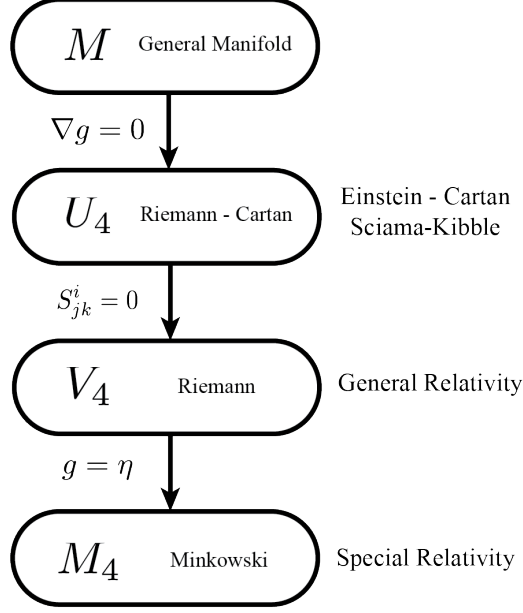 M General Manifold
∇g = 0
U₄ Riemann - Cartan
Einstein - Cartan
Sciama-Kibble
Sⁱⱼₖ = 0
V₄ Riemann
General Relativity
g = η
M₄ Minkowski
Special Relativity